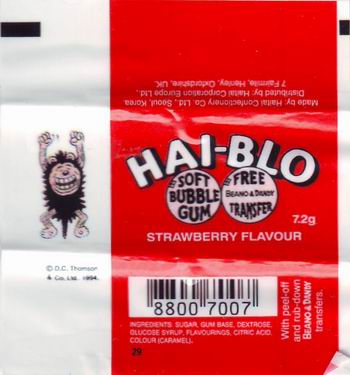 Made by: Haitai Confectionery Co. Ltd., Seoul, Korea
Distributed by: Haitai Corporation Europe Ltd.,
7 Fairmile, Henley, Oxfordshire, UK.
HAI-BLO
SOFT
BUBBLE
GUM
FREE
BEANO & DANDY
TRANSFER
7.2g
STRAWBERRY FLAVOUR
© D.C. Thomson
& Co. Ltd. 1994.
8800 7007
INGREDIENTS: SUGAR, GUM BASE, DEXTROSE,
GLUCOSE SYRUP, FLAVOURINGS, CITRIC ACID,
COLOUR (CARAMEL).
29
With peel-off
and rub-down
BEANO & DANDY
transfers.